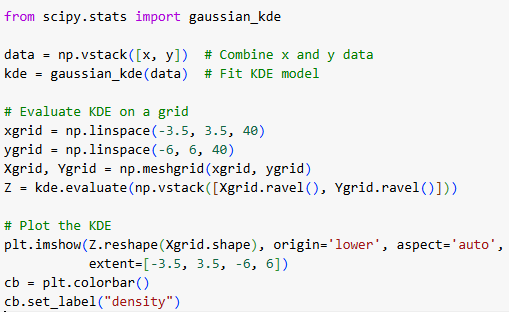 from scipy.stats import gaussian_kde
data = np.vstack([x, y])  # Combine x and y data
kde = gaussian_kde(data)  # Fit KDE model
# Evaluate KDE on a grid
xgrid = np.linspace(-3.5, 3.5, 40)
ygrid = np.linspace(-6, 6, 40)
Xgrid, Ygrid = np.meshgrid(xgrid, ygrid)
Z = kde.evaluate(np.vstack([Xgrid.ravel(), Ygrid.ravel()]))
# Plot the KDE
plt.imshow(Z.reshape(Xgrid.shape), origin='lower', aspect='auto',
           extent=[-3.5, 3.5, -6, 6])
cb = plt.colorbar()
cb.set_label("density")